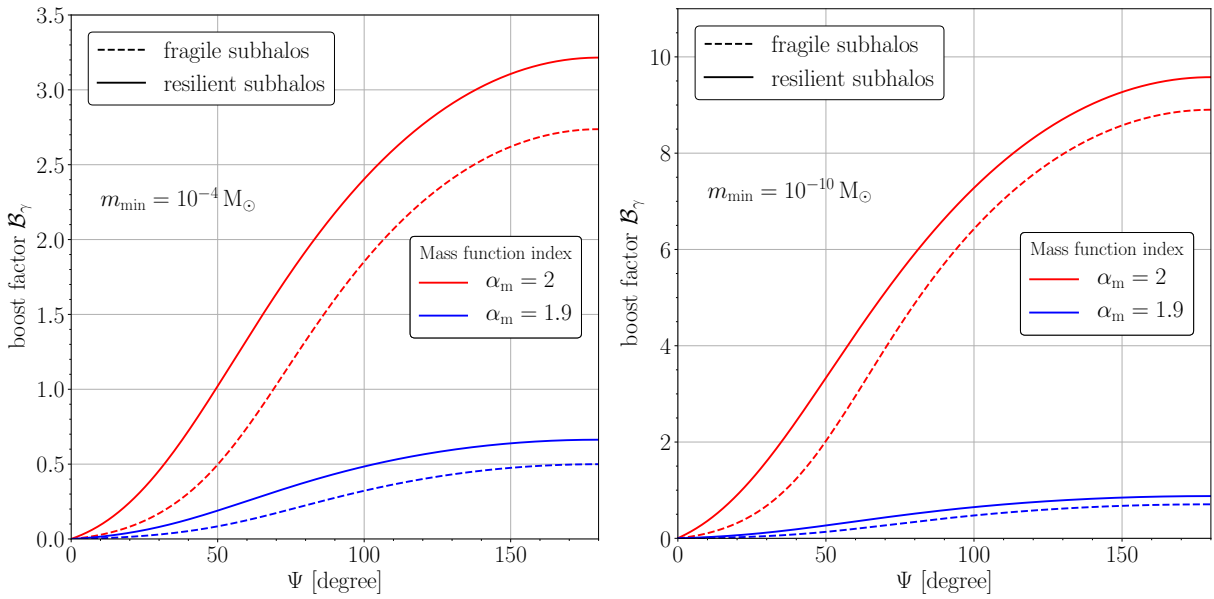 3.5
3.0
2.5
2.0
1.5
1.0
0.5
0.0
boost factor 𝓑γ
fragile subhalos
resilient subhalos
m_min = 10⁻⁴ M☉
Mass function index
α_m = 2
α_m = 1.9
0 50 100 150
Ψ [degree]
10
8
6
4
2
0
boost factor 𝓑γ
fragile subhalos
resilient subhalos
m_min = 10⁻¹⁰ M☉
Mass function index
α_m = 2
α_m = 1.9
0 50 100 150
Ψ [degree]